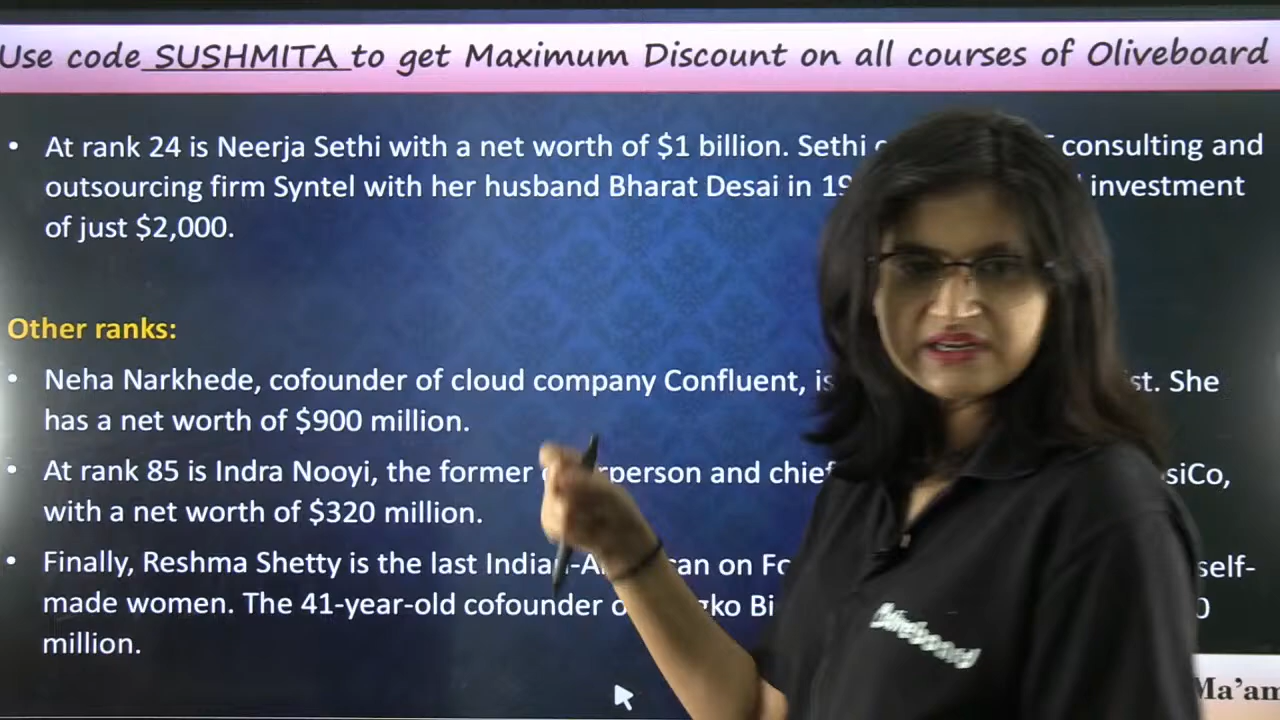 Use code SUSHMITA to get Maximum Discount on all courses of Oliveboard
• At rank 24 is Neerja Sethi with a net worth of $1 billion. Sethi consulting and
outsourcing firm Syntel with her husband Bharat Desai in investment
of just $2,000.
Other ranks:
• Neha Narkhede, cofounder of cloud company Confluent, is She
has a net worth of $900 million.
• At rank 85 is Indra Nooyi, the former and
with a net worth of $320 million.
• Finally, Reshma Shetty is the last on self-
made women. The 41-year-old cofounder
million.
Oliveboard
Ma'am